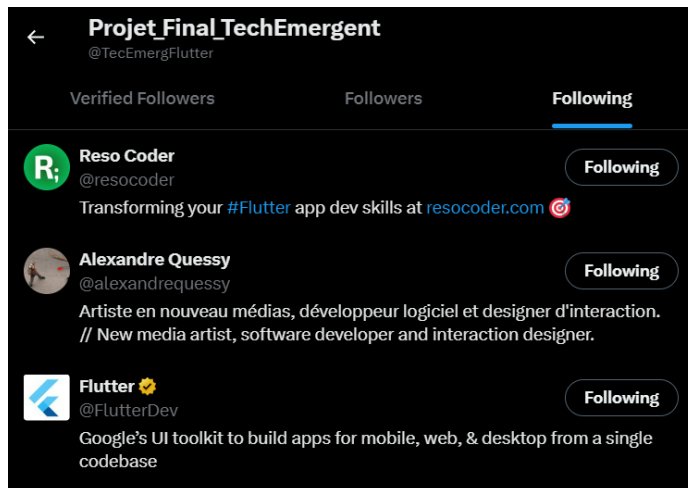 Projet_Final_TechEmergent
@TecEmergFlutter
Verified Followers Followers Following
R;
Reso Coder
@resocoder
Following
Transforming your #Flutter app dev skills at resocoder.com 🎯
Alexandre Quessy
@alexandrequessy
Following
Artiste en nouveau médias, développeur logiciel et designer d'interaction.
// New media artist, software developer and interaction designer.
Flutter
@FlutterDev
Following
Google’s UI toolkit to build apps for mobile, web, & desktop from a single
codebase